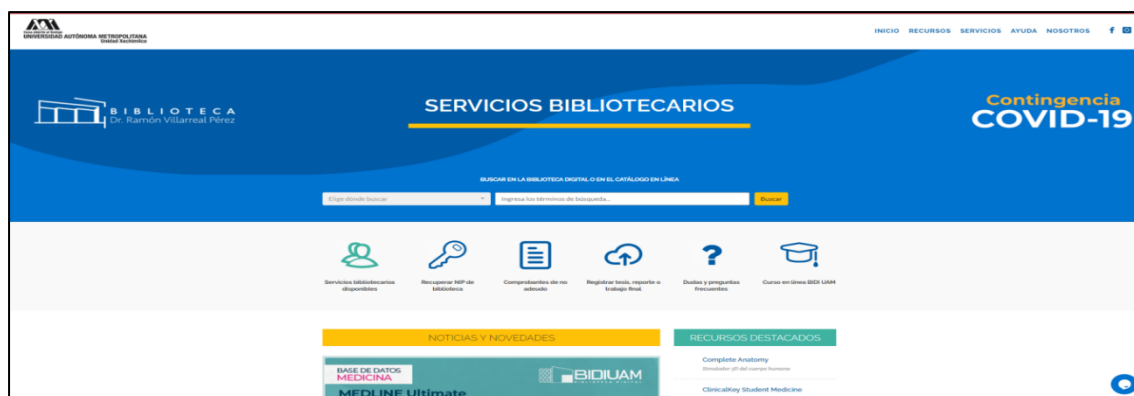 UNIVERSIDAD AUTÓNOMA METROPOLITANA
Unidad Xochimilco
INICIO RECURSOS SERVICIOS AYUDA NOSOTROS
BIBLIOTECA
Dr. Ramón Villarreal Pérez
SERVICIOS BIBLIOTECARIOS
Contingencia
COVID-19
BUSCAR EN LA BIBLIOTECA DIGITAL O EN EL CATÁLOGO EN LÍNEA
Elige dónde buscar
Ingresa los términos de búsqueda...
Buscar
Servicios bibliotecarios
disponibles
Recuperar NIP de
biblioteca
Comprobantes de no
adeudo
Registrar tesis, reporte o
trabajo final
Dudas y preguntas
frecuentes
Curso en línea BIDI UAM
NOTICIAS Y NOVEDADES
RECURSOS DESTACADOS
BASE DE DATOS
MEDICINA
BIDIUAM
BIBLIOTECA DIGITAL
MEDLINE Ultimate
Complete Anatomy
Simulador 3D del cuerpo humano
ClinicalKey Student Medicine